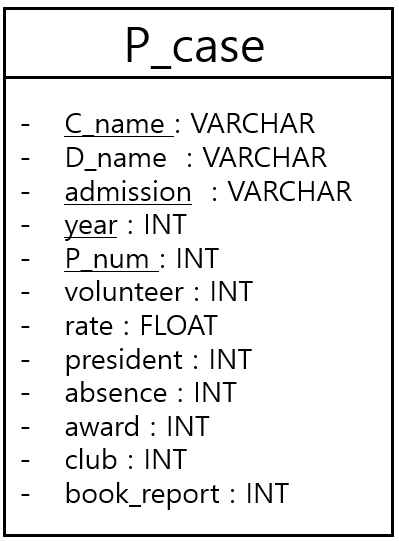 P_case
- C_name : VARCHAR
- D_name : VARCHAR
- admission : VARCHAR
- year : INT
- P_num : INT
- volunteer : INT
- rate : FLOAT
- president : INT
- absence : INT
- award : INT
- club : INT
- book_report : INT